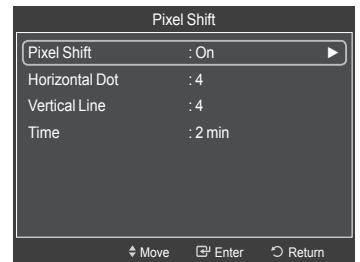 Pixel Shift
Pixel Shift : On ►
Horizontal Dot : 4
Vertical Line : 4
Time : 2 min
Move Enter Return